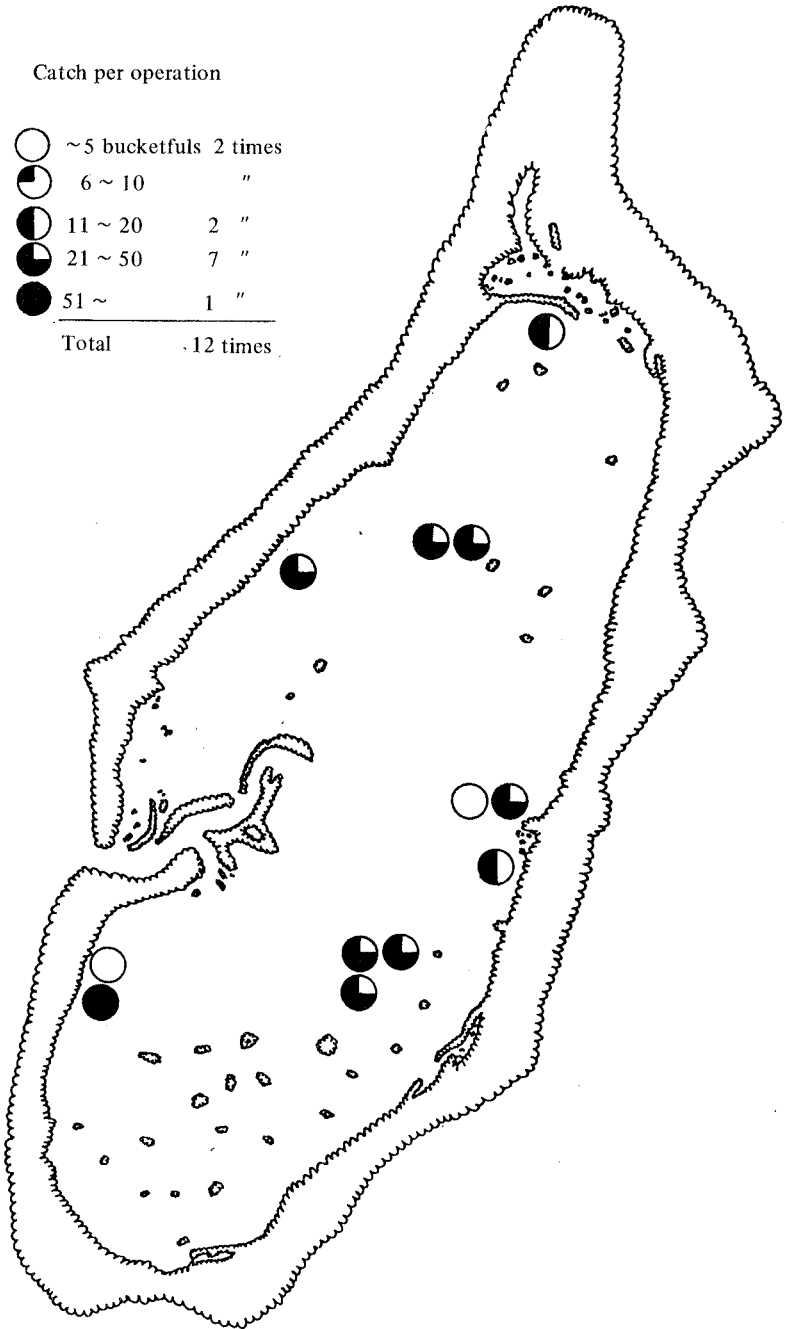 Catch per operation
~5 bucketfuls 2 times
6 ~ 10 "
11 ~ 20 2 "
21 ~ 50 7 "
51 ~ 1 "
Total 12 times